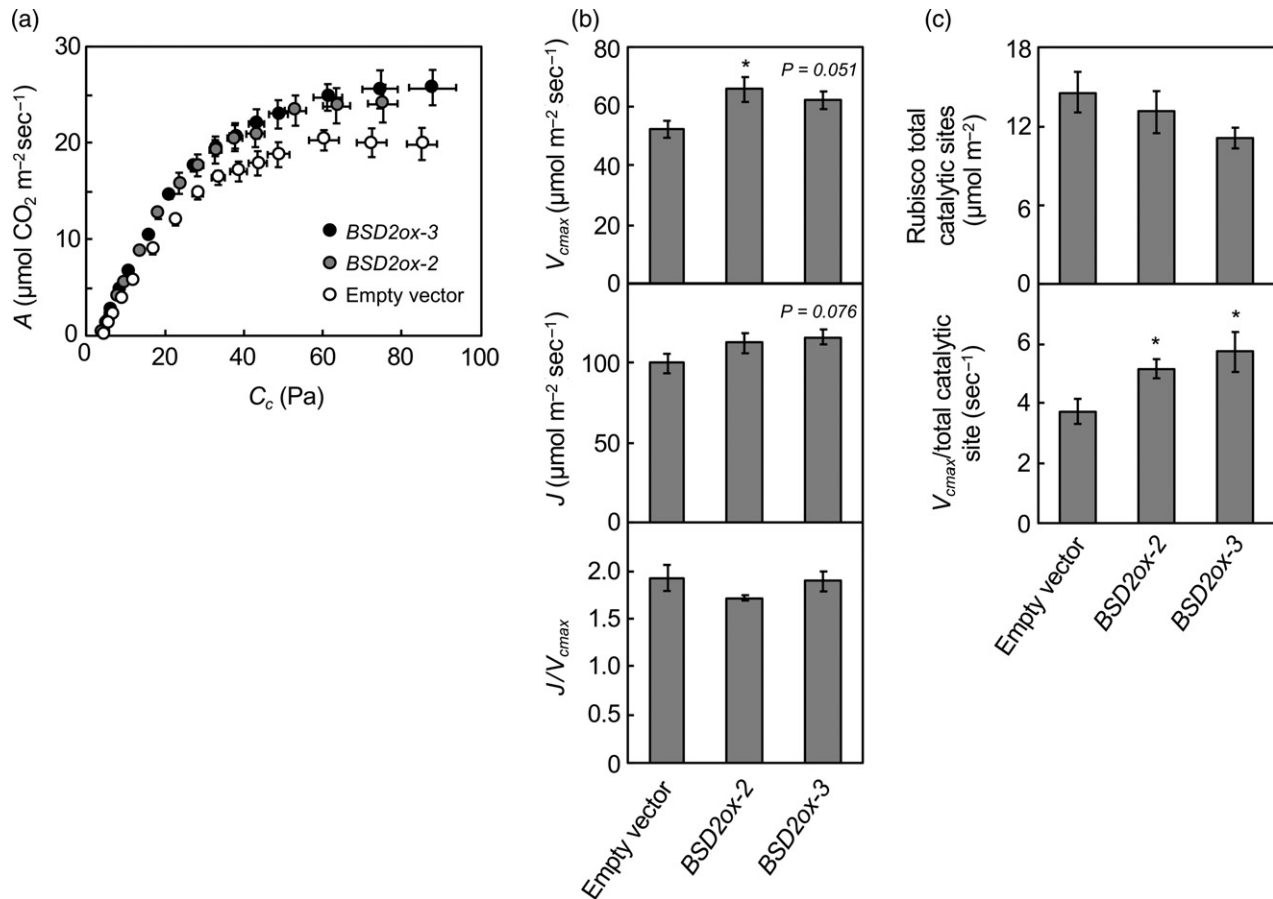 (a)
A (μmol CO₂ m⁻² sec⁻¹)
30
25
20
15
10
5
0
0
20
40
60
80
100
C꜀ (Pa)
BSD2ox-3
BSD2ox-2
Empty vector
(b)
Vcmax (μmol m⁻² sec⁻¹)
80
60
40
20
0
*
P = 0.051
J (μmol m⁻² sec⁻¹)
100
50
0
P = 0.076
J/Vcmax
2.0
1.5
1.0
0.5
0
Empty vector
BSD2ox-2
BSD2ox-3
(c)
Rubisco total
catalytic sites
(μmol m⁻²)
18
12
6
0
Vcmax/total catalytic
site (sec⁻¹)
6
4
2
0
*
*
Empty vector
BSD2ox-2
BSD2ox-3